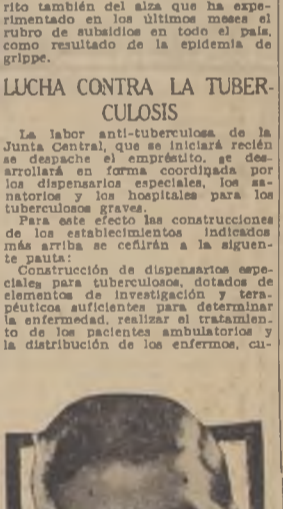 rito también del alza que ha expe-
rimentado en los últimos meses el
rubro de subsidios en todo el país,
como resultado de la epidemia de
grippe.
LUCHA CONTRA LA TUBER-
CULOSIS
La labor anti-tuberculosa de la
Junta Central, que se iniciará recién
se despache el empréstito, se des-
arrollará en forma coordinada por
los dispensarios especiales, los sa-
natorios y los hospitales para los
tuberculosos graves.
Para este efecto las construcciones
de los establecimientos indicados
más arriba se ceñirán a la siguen-
te pauta:
Construcción de dispensarios espe-
ciales para tuberculosos, dotados de
elementos de investigación y tera-
péuticos suficientes para determinar
la enfermedad, realizar el tratamien-
to de los pacientes ambulatorios y
la distribución de los enfermos, cu-